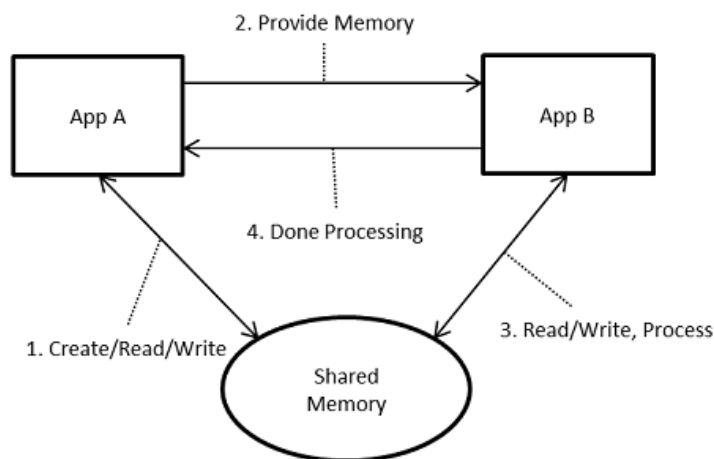 2. Provide Memory
App A
App B
4. Done Processing
1. Create/Read/Write
3. Read/Write, Process
Shared
Memory